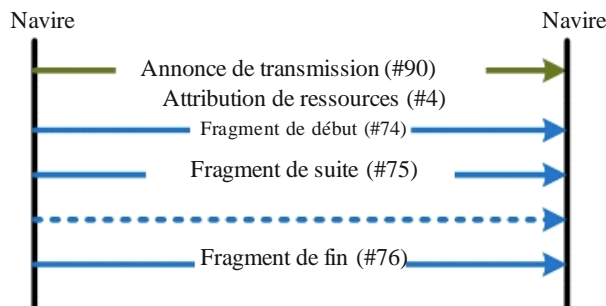 Navire Navire
Annonce de transmission (#90)
Attribution de ressources (#4)
Fragment de début (#74)
Fragment de suite (#75)
Fragment de fin (#76)